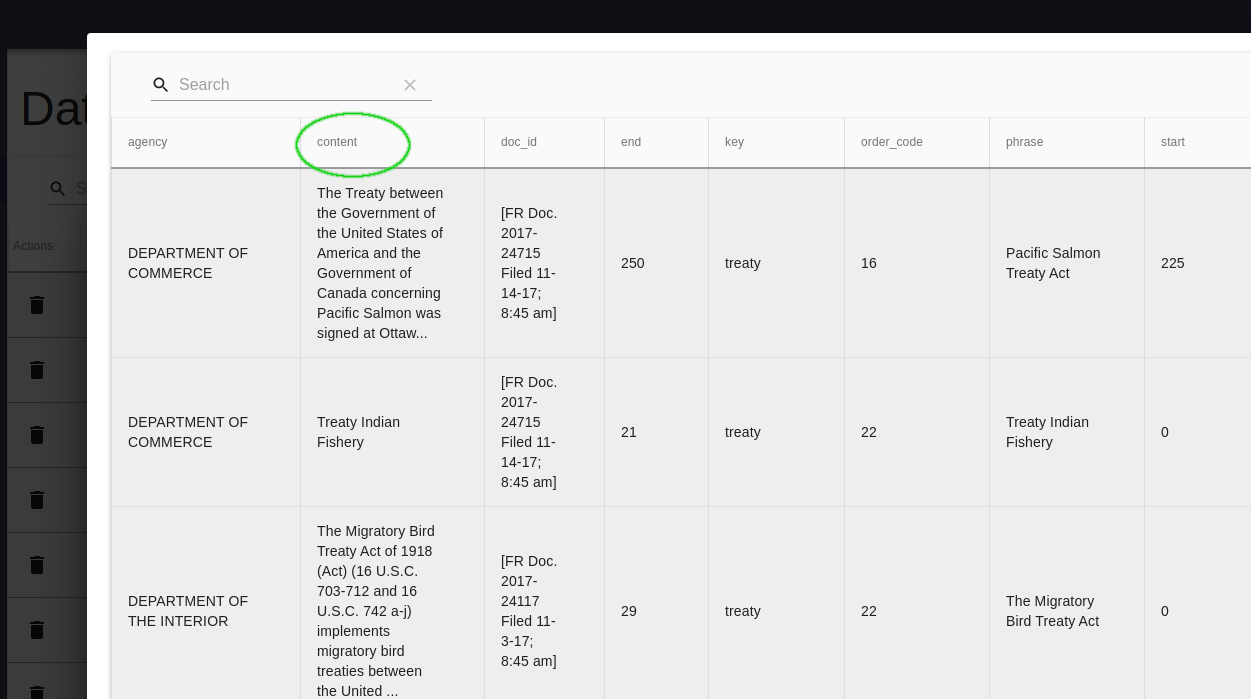 Dat
Search
S
Actions
agency content doc_id end key order_code phrase start
The Treaty between
the Government of
the United States of
America and the
Government of
Canada concerning
Pacific Salmon was
signed at Ottaw...
DEPARTMENT OF
COMMERCE
[FR Doc.
2017-
24715
Filed 11-
14-17;
8:45 am]
250
treaty
16
Pacific Salmon
Treaty Act
225
DEPARTMENT OF
COMMERCE
Treaty Indian
Fishery
[FR Doc.
2017-
24715
Filed 11-
14-17;
8:45 am]
21
treaty
22
Treaty Indian
Fishery
0
DEPARTMENT OF
THE INTERIOR
The Migratory Bird
Treaty Act of 1918
(Act) (16 U.S.C.
703-712 and 16
U.S.C. 742 a-j)
implements
migratory bird
treaties between
the United ...
[FR Doc.
2017-
24117
Filed 11-
3-17;
8:45 am]
29
treaty
22
The Migratory
Bird Treaty Act
0